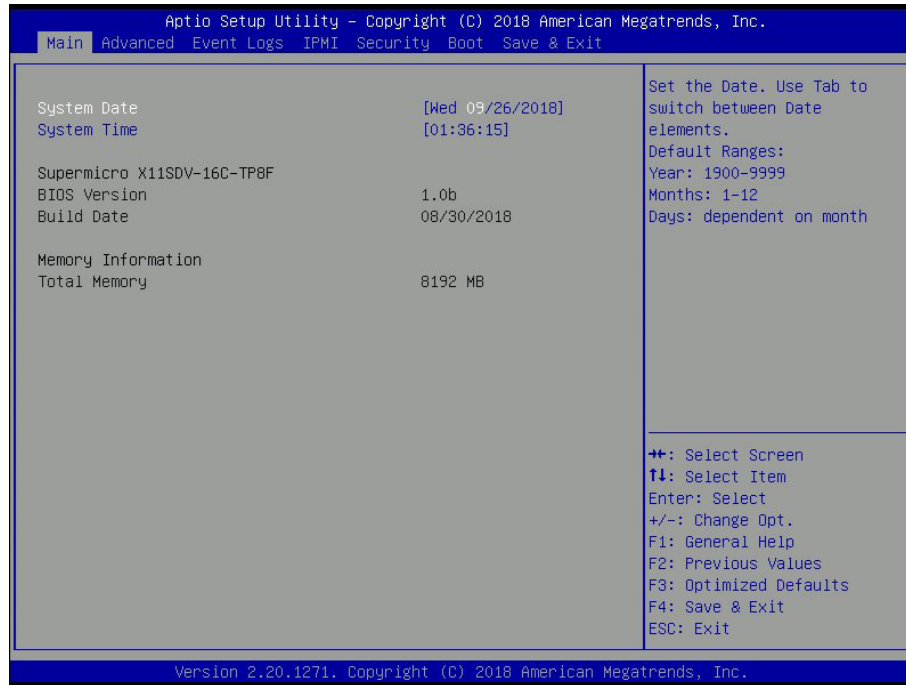 Aptio Setup Utility – Copyright (C) 2018 American Megatrends, Inc.
Main Advanced Event Logs IPMI Security Boot Save & Exit
System Date [Wed 09/26/2018]
System Time [01:36:15]
Supermicro X11SDV-16C-TP8F
BIOS Version 1.0b
Build Date 08/30/2018
Memory Information
Total Memory 8192 MB
Set the Date. Use Tab to
switch between Date
elements.
Default Ranges:
Year: 1900-9999
Months: 1-12
Days: dependent on month
→←: Select Screen
↑↓: Select Item
Enter: Select
+/-: Change Opt.
F1: General Help
F2: Previous Values
F3: Optimized Defaults
F4: Save & Exit
ESC: Exit
Version 2.20.1271. Copyright (C) 2018 American Megatrends, Inc.